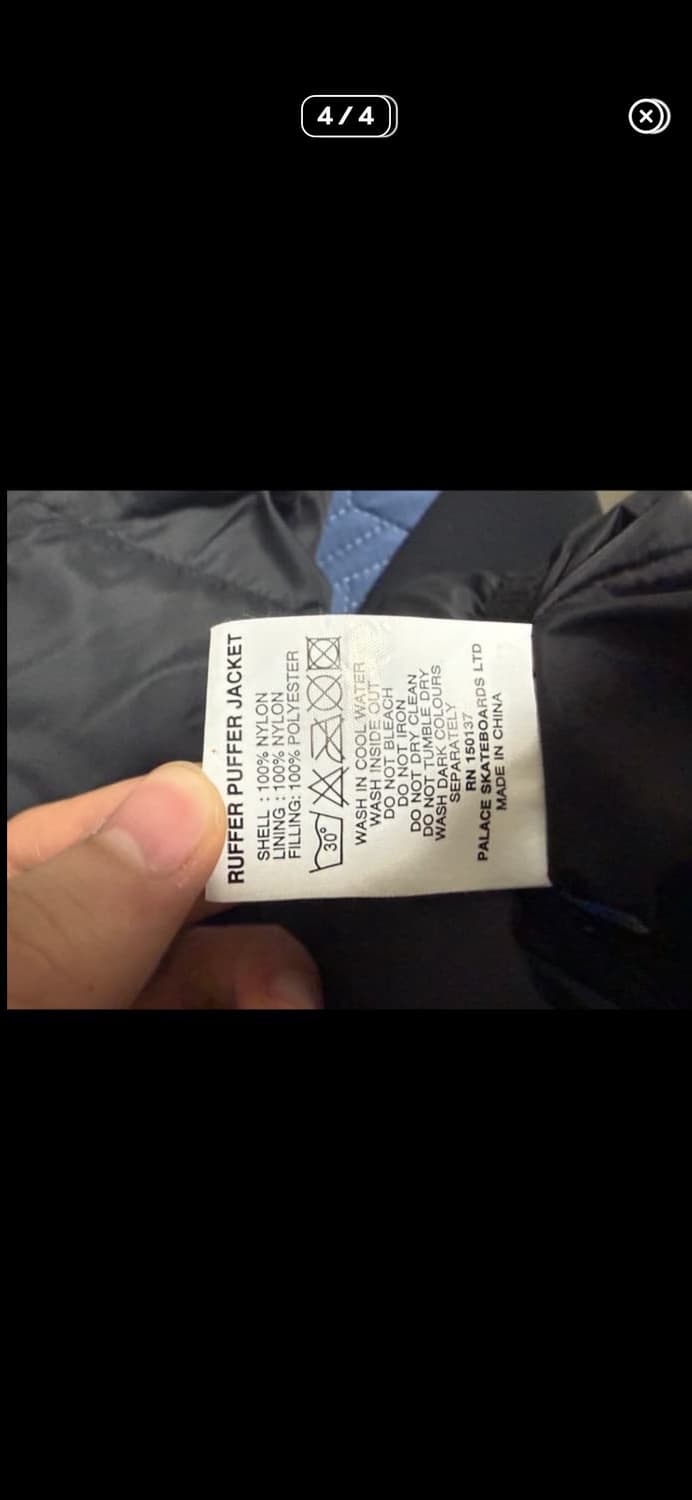 4/4
RUFFER PUFFER JACKET
SHELL : 100% NYLON
LINING : 100% NYLON
FILLING: 100% POLYESTER
30°
WASH IN COOL WATER
WASH INSIDE OUT
DO NOT BLEACH
DO NOT IRON
DO NOT DRY CLEAN
DO NOT TUMBLE DRY
WASH DARK COLOURS
SEPARATELY
RN 150137
PALACE SKATEBOARDS LTD
MADE IN CHINA